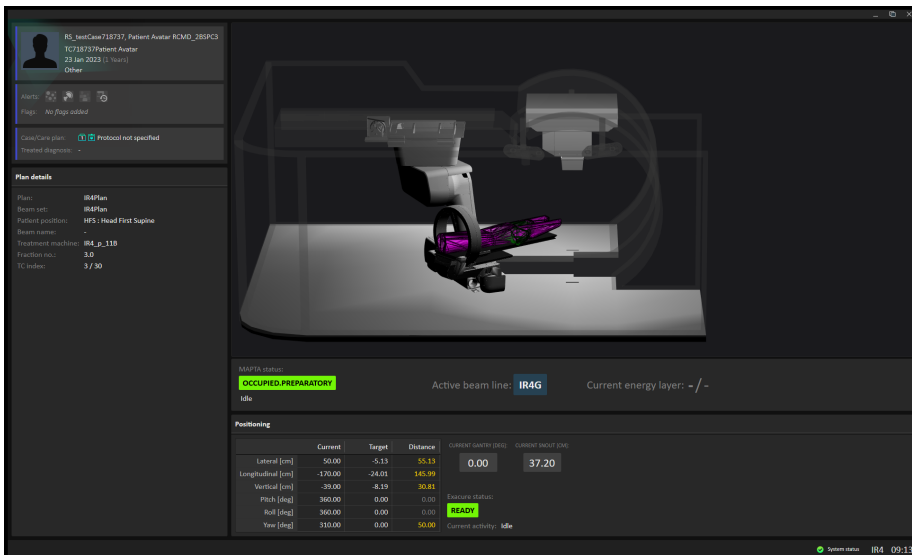 RS_testCase718737, Patient Avatar RCMD_2BSPC3
TC718737Patient Avatar
23 Jan 2023 (1 Years)
Other
Alerts:
Flags: No flags added
Case/Care plan: Protocol not specified
Treated diagnosis: -
Plan details
Plan: IR4Plan
Beam set: IR4Plan
Patient position: HFS : Head First Supine
Beam name: -
Treatment machine: IR4_p_11B
Fraction no.: 3.0
TC index: 3 / 30
MAPTA status:
OCCUPIED.PREPARATORY
Idle
Active beam line: IR4G
Current energy layer: - / -
Positioning
Current Target Distance
Lateral [cm] 50.00 -5.13 55.13
Longitudinal [cm] -170.00 -24.01 145.99
Vertical [cm] -39.00 -8.19 30.81
Pitch [deg] 360.00 0.00 0.00
Roll [deg] 360.00 0.00 0.00
Yaw [deg] 310.00 0.00 50.00
CURRENT GANTRY [DEG] CURRENT SNOUT [CM]
0.00 37.20
Exacure status:
READY
Current activity: Idle
System status IR4 09:13